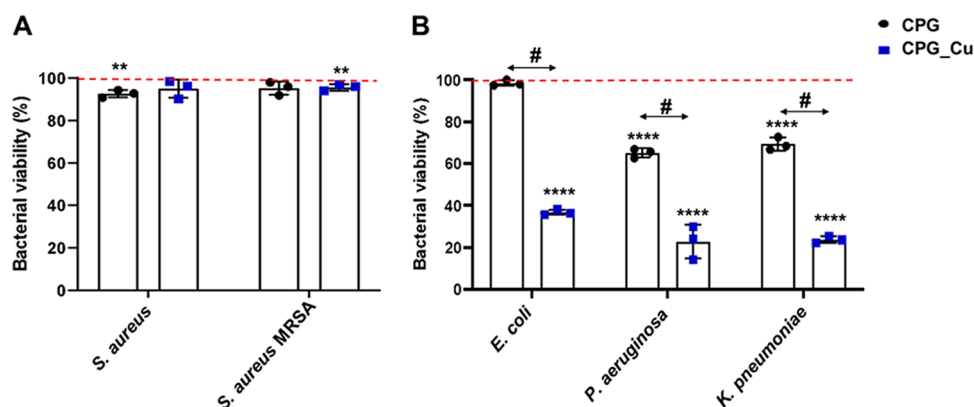 A
Bacterial viability (%)
100
80
60
40
20
0
**
**
S. aureus
S. aureus MRSA
B
Bacterial viability (%)
100
80
60
40
20
0
#
#
#
****
****
****
****
****
E. coli
P. aeruginosa
K. pneumoniae
CPG
CPG_Cu